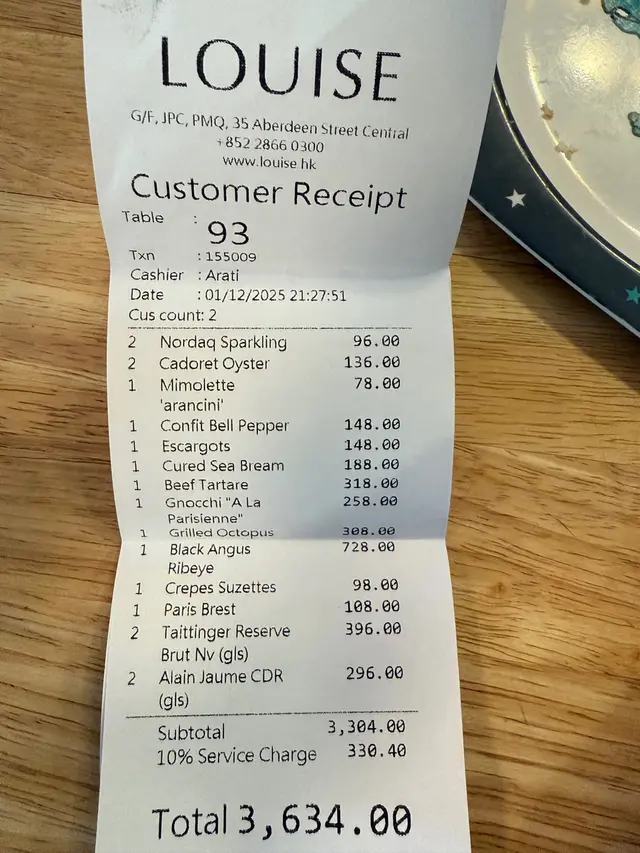 LOUISE
G/F, JPC, PMQ, 35 Aberdeen Street Central
+852 2866 0300
www.louise.hk
Customer Receipt
Table : 93
Txn : 155009
Cashier : Arati
Date : 01/12/2025 21:27:51
Cus count: 2
2 Nordaq Sparkling 96.00
2 Cadoret Oyster 136.00
1 Mimolette 78.00
'arancini'
1 Confit Bell Pepper 148.00
1 Escargots 148.00
1 Cured Sea Bream 188.00
1 Beef Tartare 318.00
1 Gnocchi "A La 258.00
Parisienne"
1 Grilled Octopus 308.00
1 Black Angus 728.00
Ribeye
1 Crepes Suzettes 98.00
1 Paris Brest 108.00
2 Taittinger Reserve 396.00
Brut Nv (gls)
2 Alain Jaume CDR 296.00
(gls)
Subtotal 3,304.00
10% Service Charge 330.40
Total 3,634.00